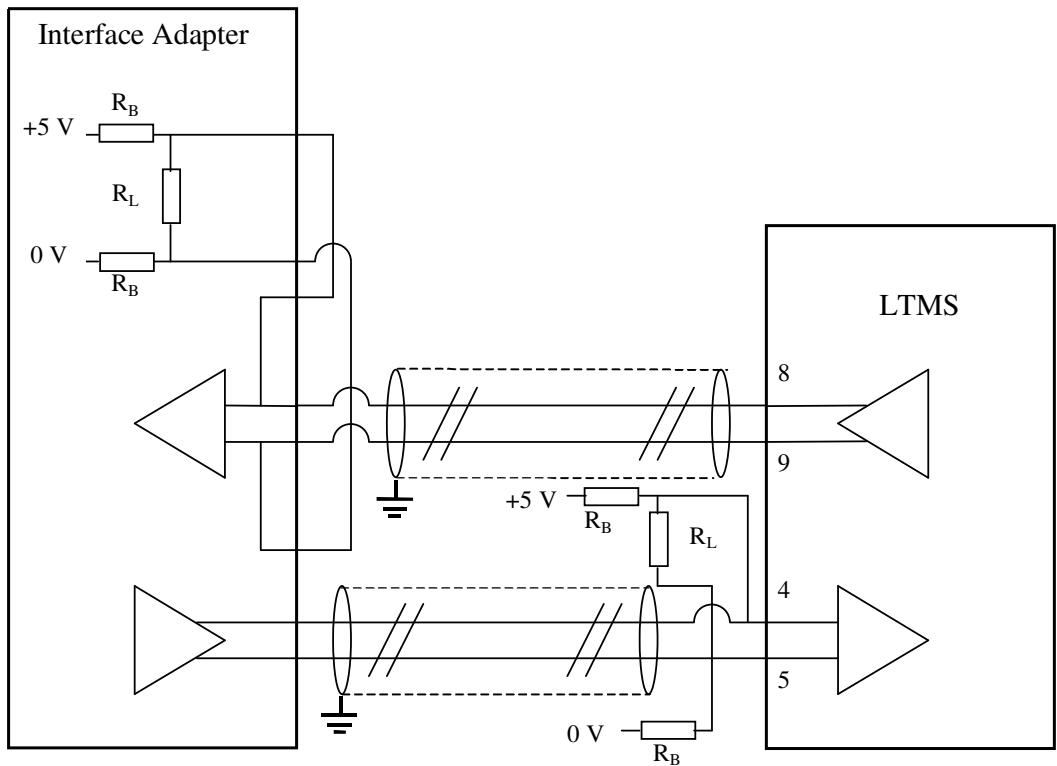 Interface Adapter
R_B
+5 V
R_L
0 V
R_B
LTMS
8
9
+5 V
R_B
R_L
4
5
0 V
R_B